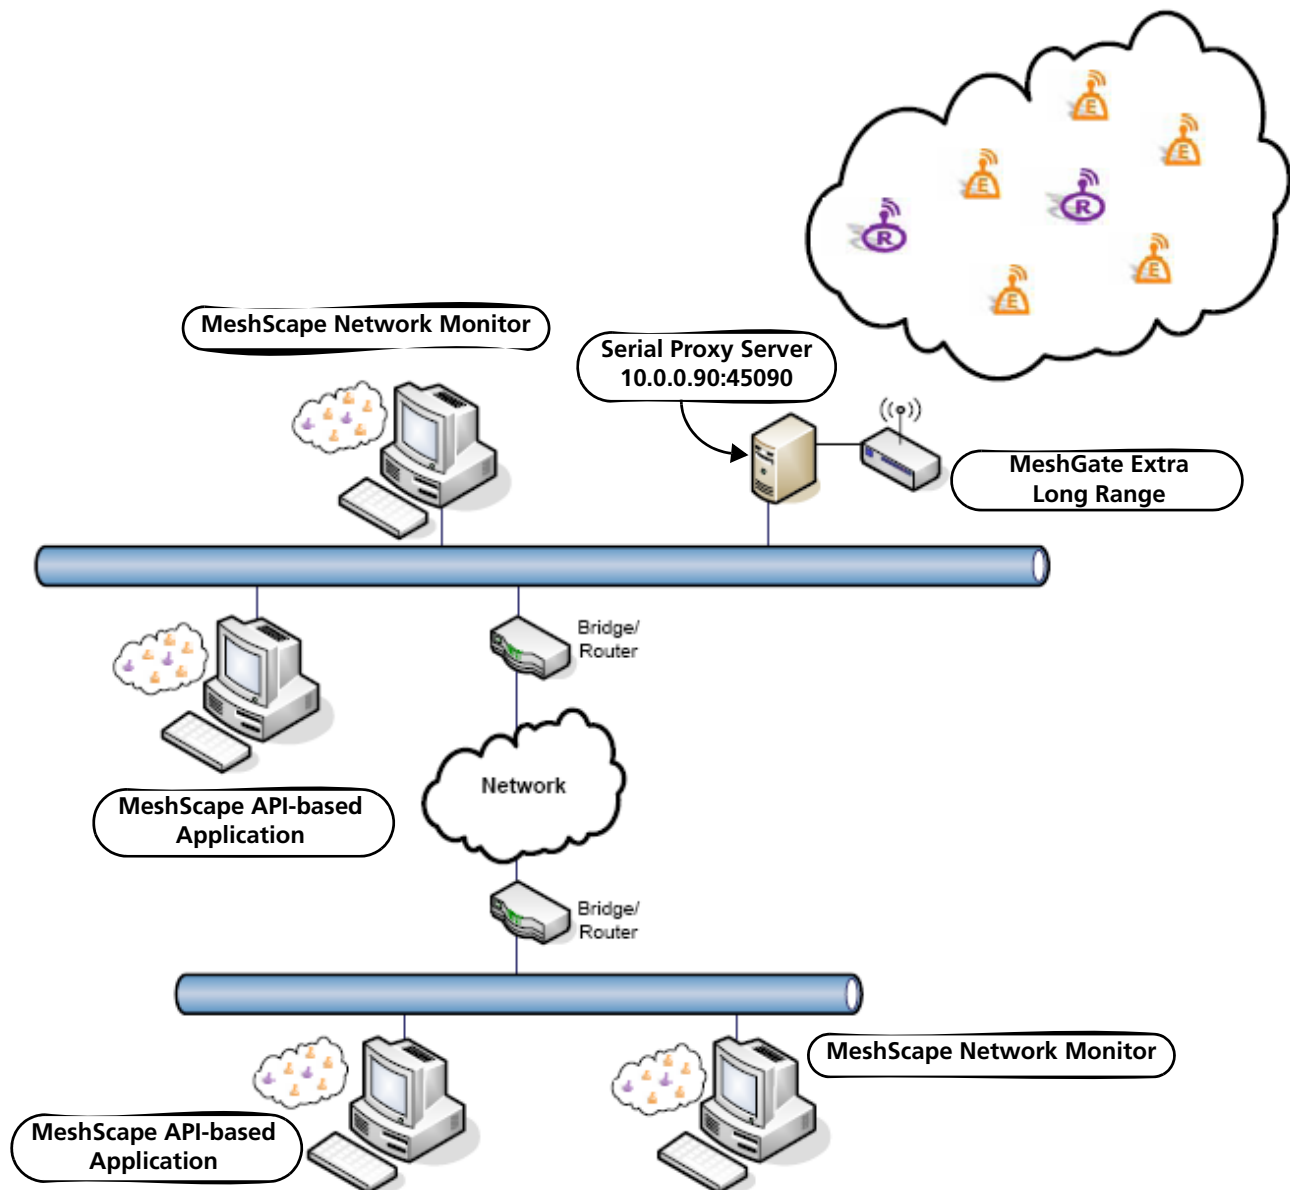 E
E
E
R
R
E
E
MeshScape Network Monitor
Serial Proxy Server
10.0.0.90:45090
MeshGate Extra
Long Range
Bridge/
Router
MeshScape API-based
Application
Network
Bridge/
Router
MeshScape Network Monitor
MeshScape API-based
Application